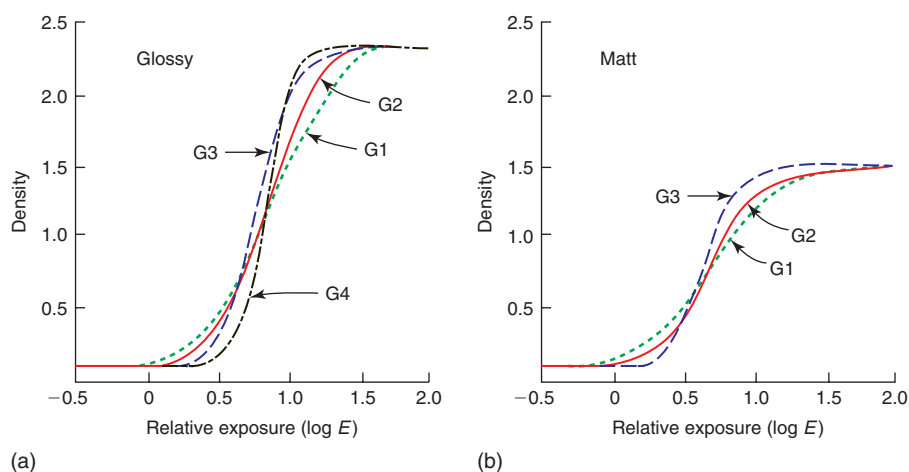 2.5
Glossy
2.0
G2
G3
G1
1.5
Density
1.0
G4
0.5
−0.5 0 0.5 1.0 1.5 2.0
Relative exposure (log E)
(a)
2.5
Matt
2.0
1.5
G3
Density
1.0
G2
G1
0.5
−0.5 0 0.5 1.0 1.5 2.0
Relative exposure (log E)
(b)